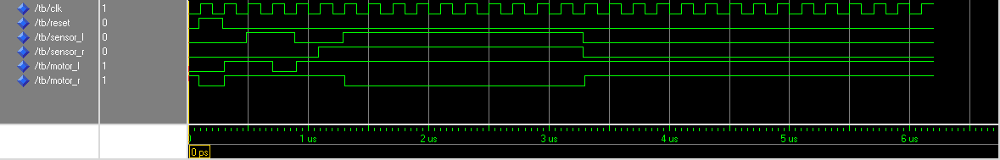 /tb/clk 1
/tb/reset 0
/tb/sensor_l 0
/tb/sensor_r 0
/tb/motor_l 1
/tb/motor_r 1
1 us 2 us 3 us 4 us 5 us 6 us
0 ps